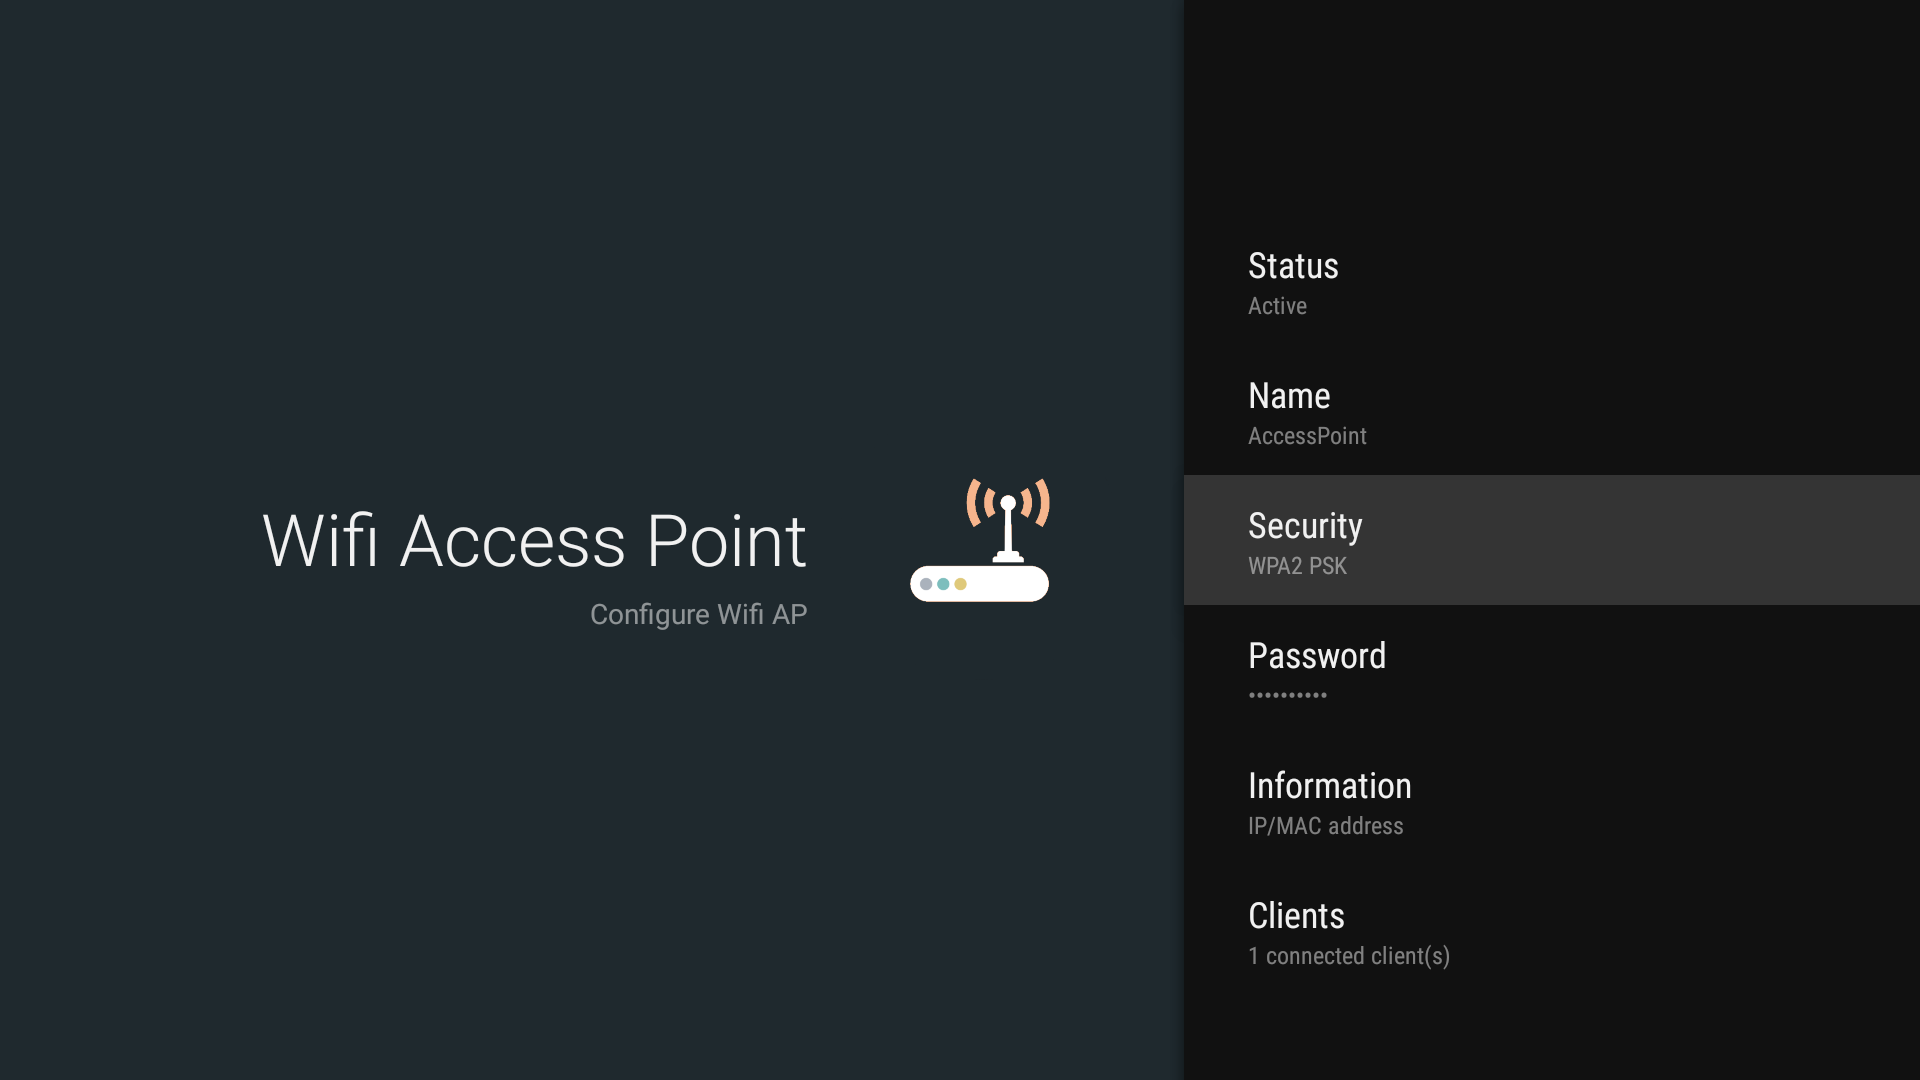 Wifi Access Point
Configure Wifi AP
Status
Active
Name
AccessPoint
Security
WPA2 PSK
Password
••••••••••
Information
IP/MAC address
Clients
1 connected client(s)